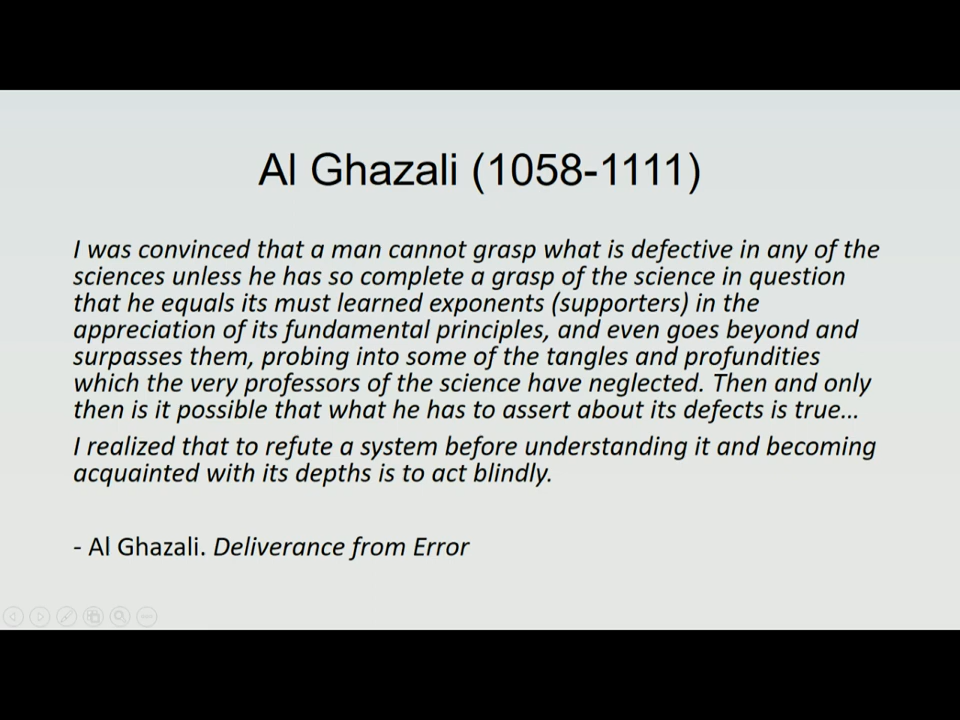 Al Ghazali (1058-1111)
I was convinced that a man cannot grasp what is defective in any of the
sciences unless he has so complete a grasp of the science in question
that he equals its must learned exponents (supporters) in the
appreciation of its fundamental principles, and even goes beyond and
surpasses them, probing into some of the tangles and profundities
which the very professors of the science have neglected. Then and only
then is it possible that what he has to assert about its defects is true...
I realized that to refute a system before understanding it and becoming
acquainted with its depths is to act blindly.
- Al Ghazali. Deliverance from Error